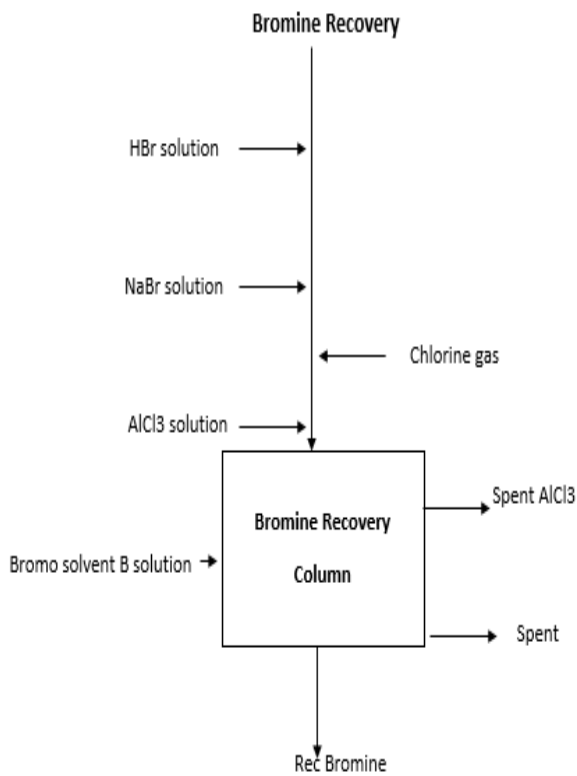 Bromine Recovery
HBr solution
NaBr solution
Chlorine gas
AlCl3 solution
Spent AlCl3
Bromine Recovery
Column
Bromo solvent B solution
Spent
Rec Bromine